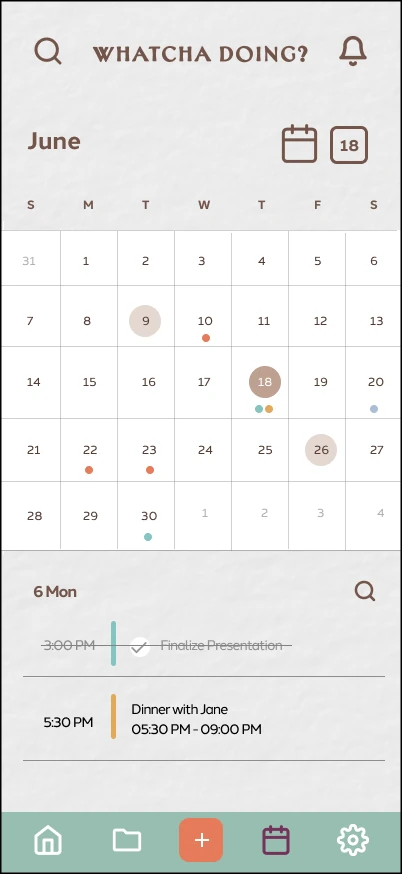 WHATCHA DOING?
June
18
S M T W T F S
31 1 2 3 4 5 6
7 8 9 10 11 12 13
14 15 16 17 18 19 20
21 22 23 24 25 26 27
28 29 30 1 2 3 4
6 Mon
3:00 PM Finalize Presentation
Dinner with Jane
5:30 PM
05:30 PM - 09:00 PM